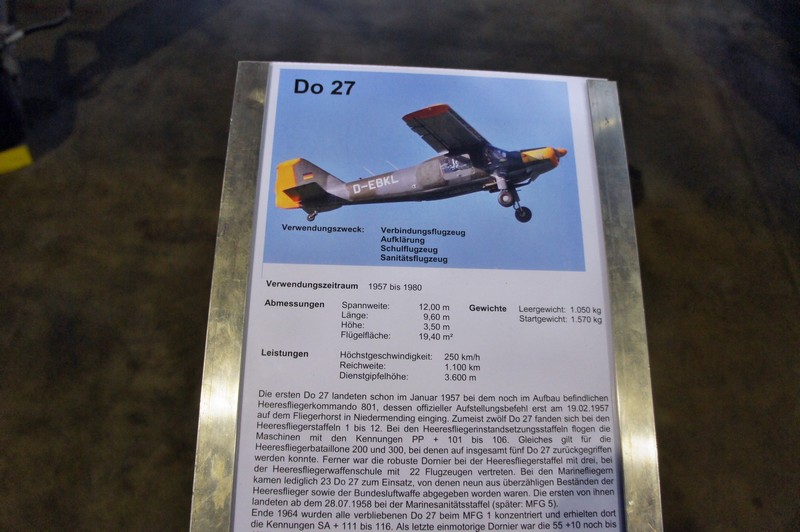 Do 27
D-EBKL
Verwendungszweck: Verbindungsflugzeug
Aufklärung
Schulflugzeug
Sanitätsflugzeug
Verwendungszeitraum 1957 bis 1980
Abmessungen Spannweite: 12,00 m Gewichte Leergewicht: 1.050 kg
Länge: 9,60 m Startgewicht: 1.570 kg
Höhe: 3,50 m
Flügelfläche: 19,40 m²
Leistungen Höchstgeschwindigkeit: 250 km/h
Reichweite: 1.100 km
Dienstgipfelhöhe: 3.600 m
Die ersten Do 27 landeten schon im Januar 1957 bei dem noch im Aufbau befindlichen
Heeresfliegerkommando 801, dessen offizieller Aufstellungsbefehl erst am 19.02.1957
auf dem Fliegerhorst in Niedermending einging. Zumeist zwölf Do 27 fanden sich bei den
Heeresfliegerstaffeln 1 bis 12. Bei den Heeresfliegerinstandsetzungsstaffeln flogen die
Maschinen mit den Kennungen PP + 101 bis 106. Gleiches gilt für die
Heeresfliegerbataillone 200 und 300, bei denen auf insgesamt fünf Do 27 zurückgegriffen
werden konnte. Ferner war die robuste Dornier bei der Heeresfliegerstaffel mit drei, bei
der Heeresfliegerwaffenschule mit 22 Flugzeugen vertreten. Bei den Marinefliegern
kamen lediglich 23 Do 27 zum Einsatz, von denen neun aus überzähligen Beständen der
Heeresflieger sowie der Bundesluftwaffe abgegeben worden waren. Die ersten von ihnen
landeten ab dem 28.07.1958 bei der Marinesanitätsstaffel (später: MFG 5).
Ende 1964 wurden alle verbliebenen Do 27 beim MFG 1 konzentriert und erhielten dort
die Kennungen SA + 111 bis 116. Als letzte einmotorige Dornier war die 55 +10 noch bis